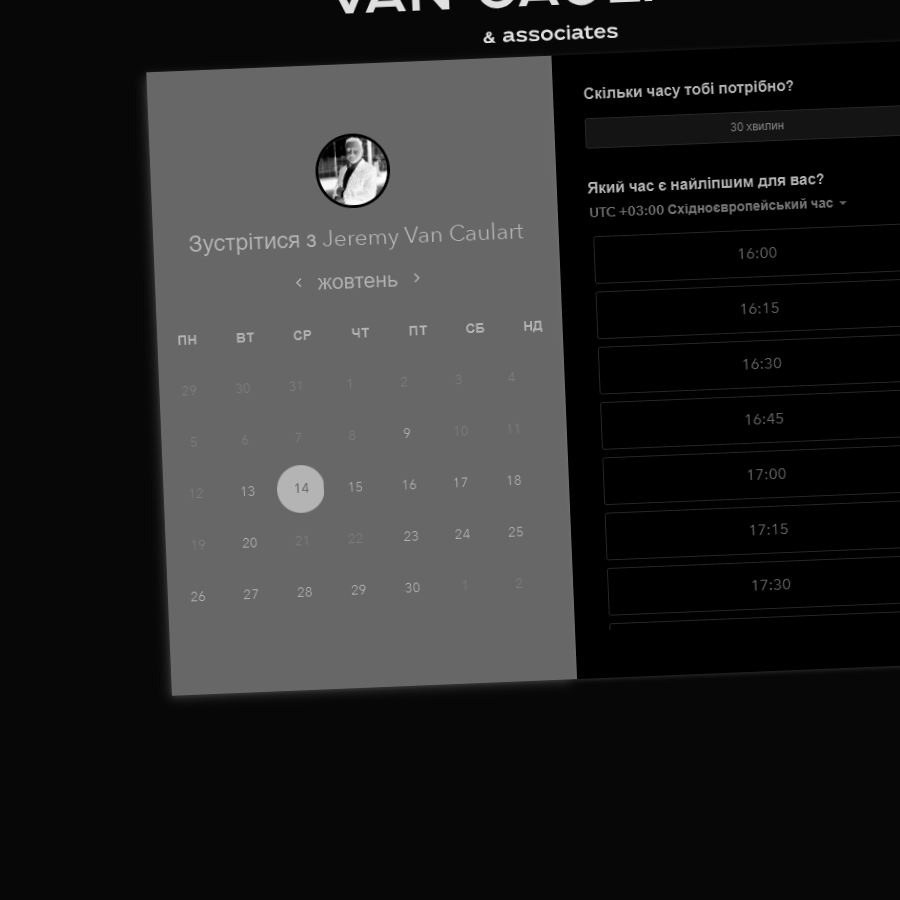 & associates
Зустрітися з Jeremy Van Caulart
‹ жовтень ›
ПН ВТ СР ЧТ ПТ СБ НД
29 30 31 1 2 3 4
5 6 7 8 9 10 11
12 13 14 15 16 17 18
19 20 21 22 23 24 25
26 27 28 29 30 1 2
Скільки часу тобі потрібно?
30 хвилин
Який час є найліпшим для вас?
UTC +03:00 Східноєвропейський час
16:00
16:15
16:30
16:45
17:00
17:15
17:30